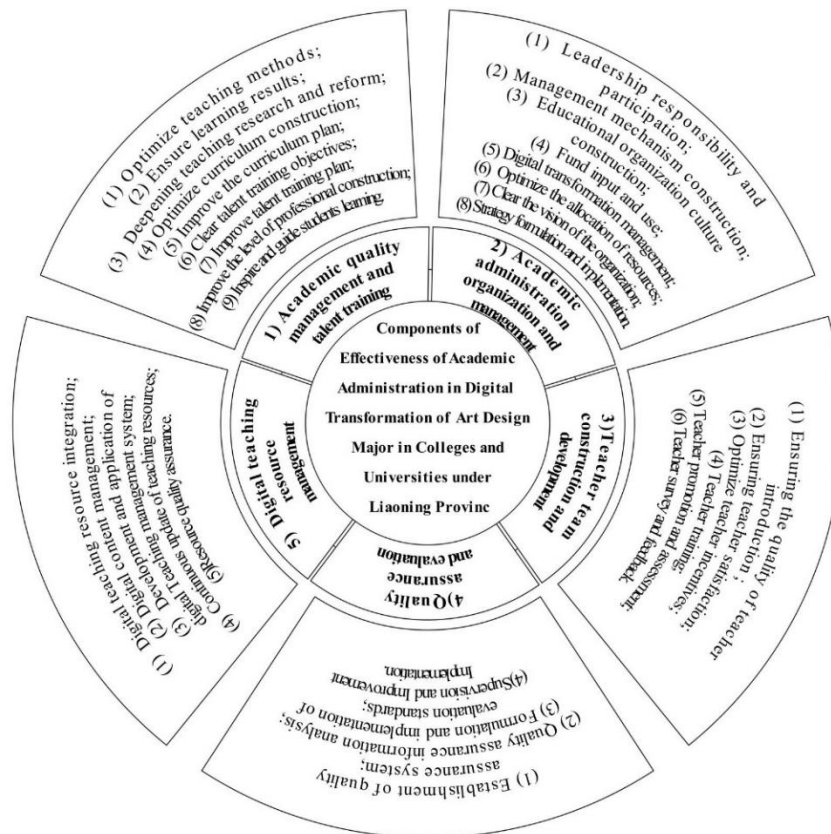 Components of
Effectiveness of Academic
Administration in Digital
Transformation of Art Design
Major in Colleges and
Universities under
Liaoning Provinc
1) Academic quality
management and
talent training
(1) Optimize teaching methods;
(2) Ensure learning results;
(3) Deepening teaching research and reform;
(4) Optimize curriculum construction;
(5) Improve the curriculum plan;
(6) Clear talent training objectives;
(7) Improve talent training plan;
(8) Improve the level of professional construction;
(9) Inspire and guide students learning.
2) Academic
administration
organization and
management
(1) Leadership responsibility and
participation;
(2) Management mechanism construction;
(3) Educational organization culture
construction;
(4) Fund input and use;
(5) Digital transformation management;
(6) Optimize the allocation of resources;
(7) Clear the vision of the organization;
(8) Strategy formulation and implementation.
3)Teacher team
construction and
development
(1) Ensuring the quality of teacher
introduction ;
(2) Ensuring teacher satisfaction;
(3) Optimize teacher incentives;
(4) Teacher training;
(5) Teacher promotion and assessment;
(6) Teacher survey and feedback.
4)Quality
assurance
and evaluation
(1) Establishment of quality
assurance system;
(2) Quality assurance information analysis;
(3) Formulation and implementation of
evaluation standards;
(4)Supervision and Improvement
Implementation.
5) Digital teaching
resource
management
(1) Digital teaching resource integration;
(2) Digital content management;
(3) Development and application of
digital Teaching management system;
(4) Continuous update of teaching resources;
(5)Resource quality assurance.